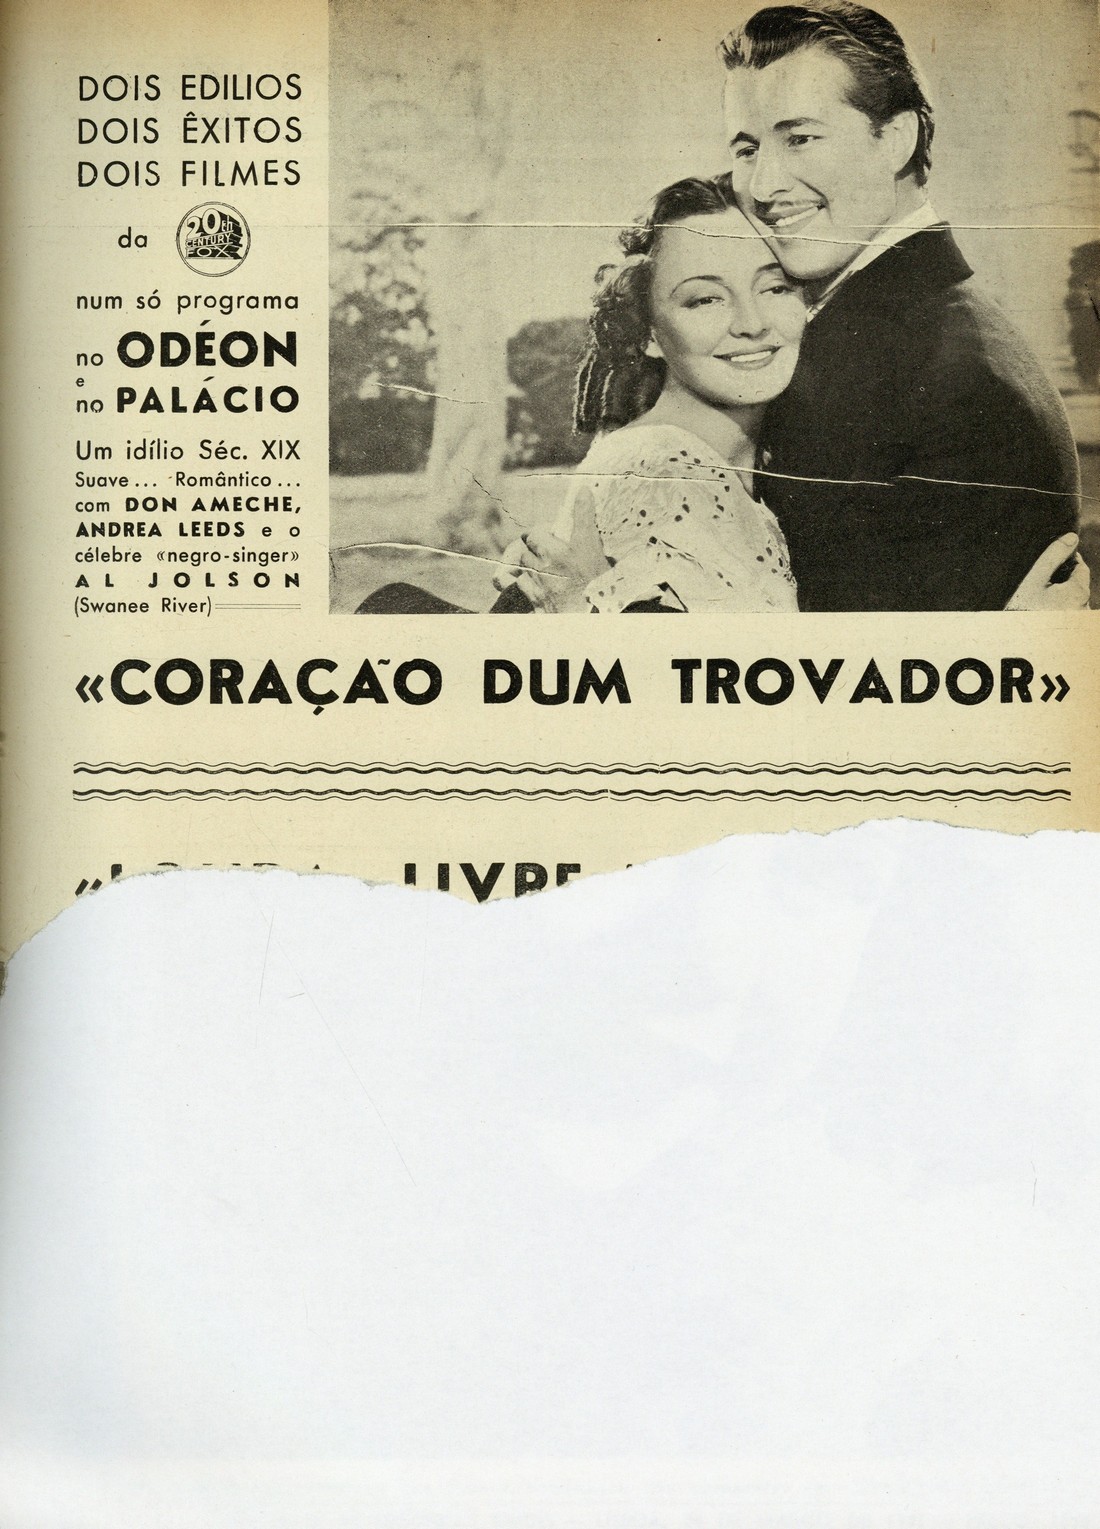 DOIS EDILIOS
DOIS ÊXITOS
DOIS FILMES
da 20th CENTURY FOX
num só programa
no ODÉON
e
no PALÁCIO
Um idílio Séc. XIX
Suave... Romântico...
com DON AMECHE,
ANDREA LEEDS e o
célebre «negro-singer»
AL JOLSON
(Swanee River)
«CORAÇÃO DUM TROVADOR»
LIVRE